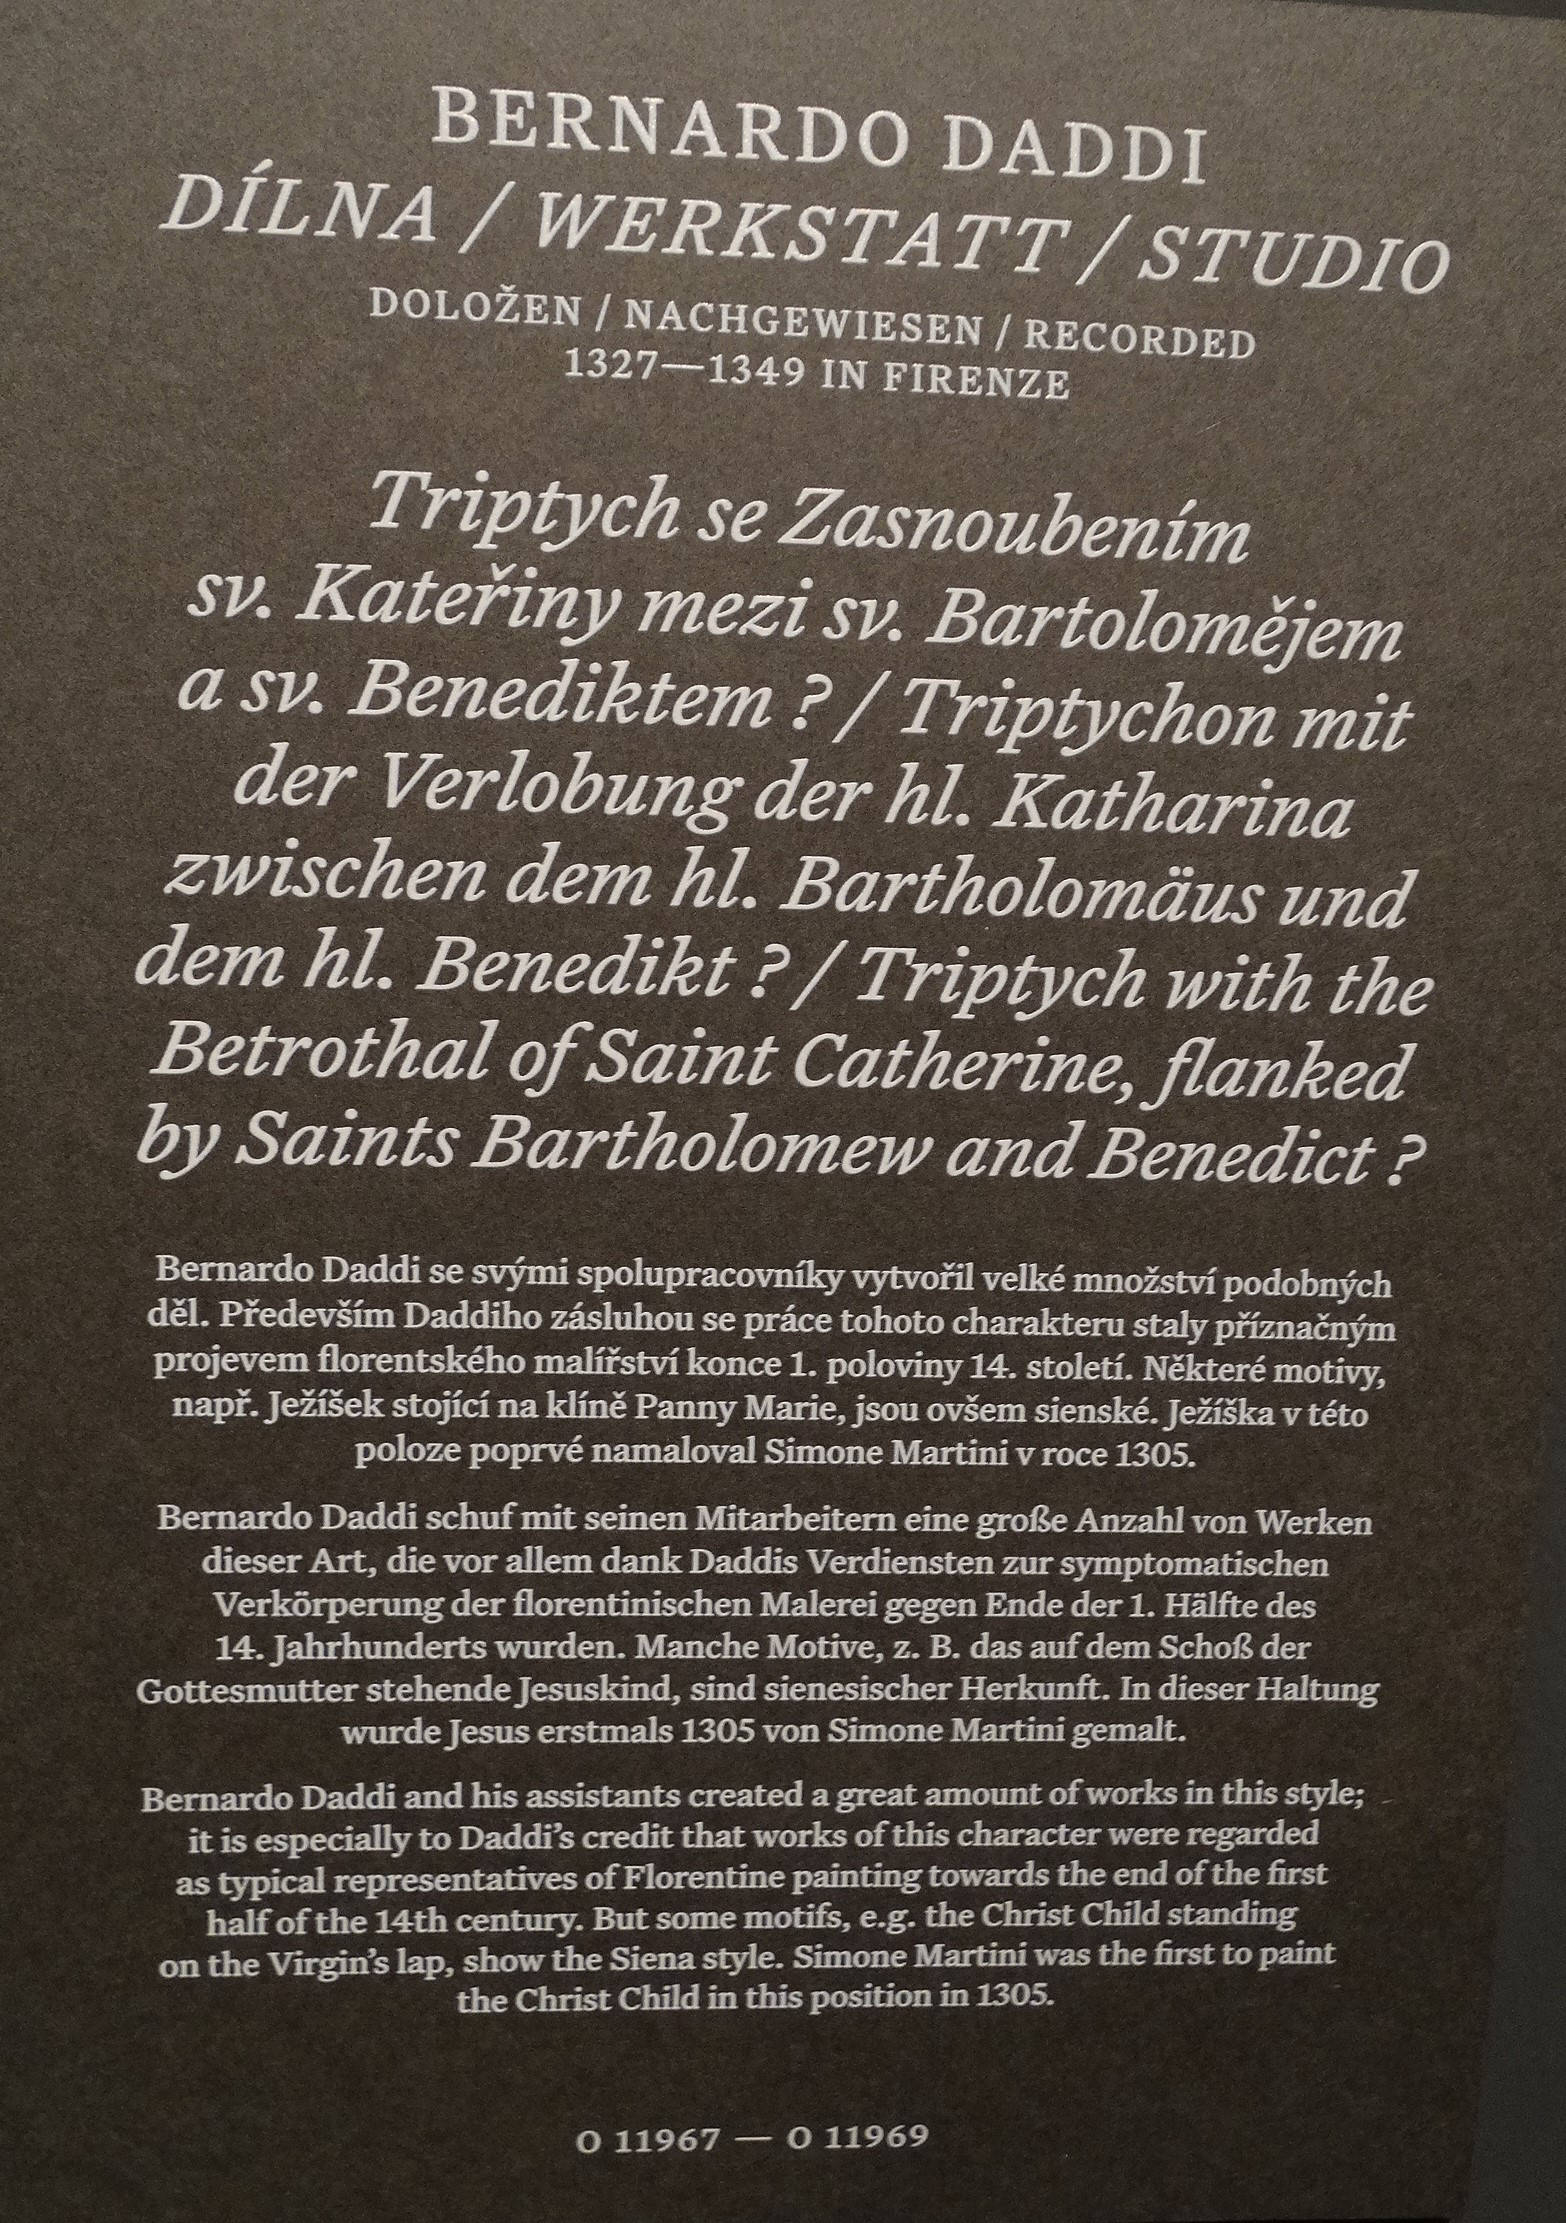 BERNARDO DADDI
DÍLNA / WERKSTATT / STUDIO
DOLOŽEN / NACHGEWIESEN / RECORDED
1327—1349 IN FIRENZE
Triptych se Zasnoubením
sv. Kateřiny mezi sv. Bartolomějem
a sv. Benediktem ? / Triptychon mit
der Verlobung der hl. Katharina
zwischen dem hl. Bartholomäus und
dem hl. Benedikt ? / Triptych with the
Betrothal of Saint Catherine, flanked
by Saints Bartholomew and Benedict ?
Bernardo Daddi se svými spolupracovníky vytvořil velké množství podobných
děl. Především Daddiho zásluhou se práce tohoto charakteru staly příznačným
projevem florentského malířství konce 1. poloviny 14. století. Některé motivy,
např. Ježíšek stojící na klíně Panny Marie, jsou ovšem sienské. Ježíška v této
poloze poprvé namaloval Simone Martini v roce 1305.
Bernardo Daddi schuf mit seinen Mitarbeitern eine große Anzahl von Werken
dieser Art, die vor allem dank Daddis Verdiensten zur symptomatischen
Verkörperung der florentinischen Malerei gegen Ende der 1. Hälfte des
14. Jahrhunderts wurden. Manche Motive, z. B. das auf dem Schoß der
Gottesmutter stehende Jesuskind, sind sienesischer Herkunft. In dieser Haltung
wurde Jesus erstmals 1305 von Simone Martini gemalt.
Bernardo Daddi and his assistants created a great amount of works in this style;
it is especially to Daddi’s credit that works of this character were regarded
as typical representatives of Florentine painting towards the end of the first
half of the 14th century. But some motifs, e.g. the Christ Child standing
on the Virgin’s lap, show the Siena style. Simone Martini was the first to paint
the Christ Child in this position in 1305.
O 11967 — O 11969